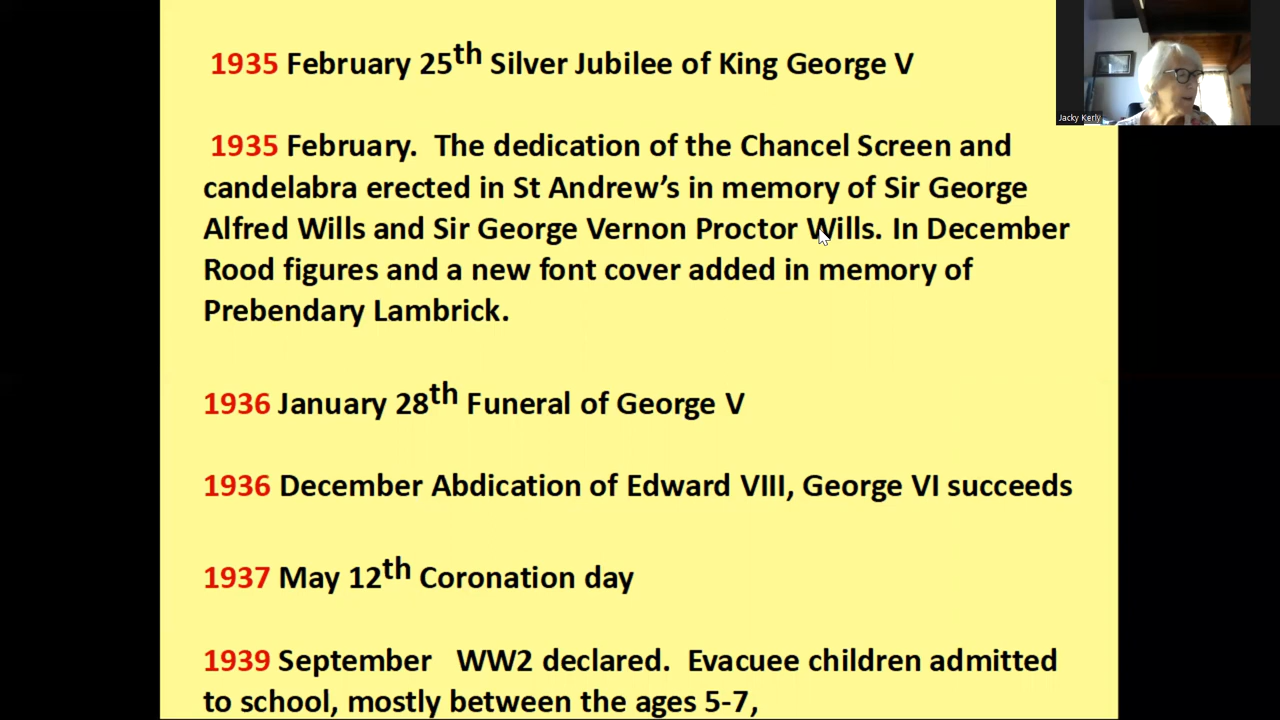 1935 February 25th Silver Jubilee of King George V
1935 February. The dedication of the Chancel Screen and
candelabra erected in St Andrew’s in memory of Sir George
Alfred Wills and Sir George Vernon Proctor Wills. In December
Rood figures and a new font cover added in memory of
Prebendary Lambrick.
1936 January 28th Funeral of George V
1936 December Abdication of Edward VIII, George VI succeeds
1937 May 12th Coronation day
1939 September WW2 declared. Evacuee children admitted
to school, mostly between the ages 5-7,
Jacky Kerly